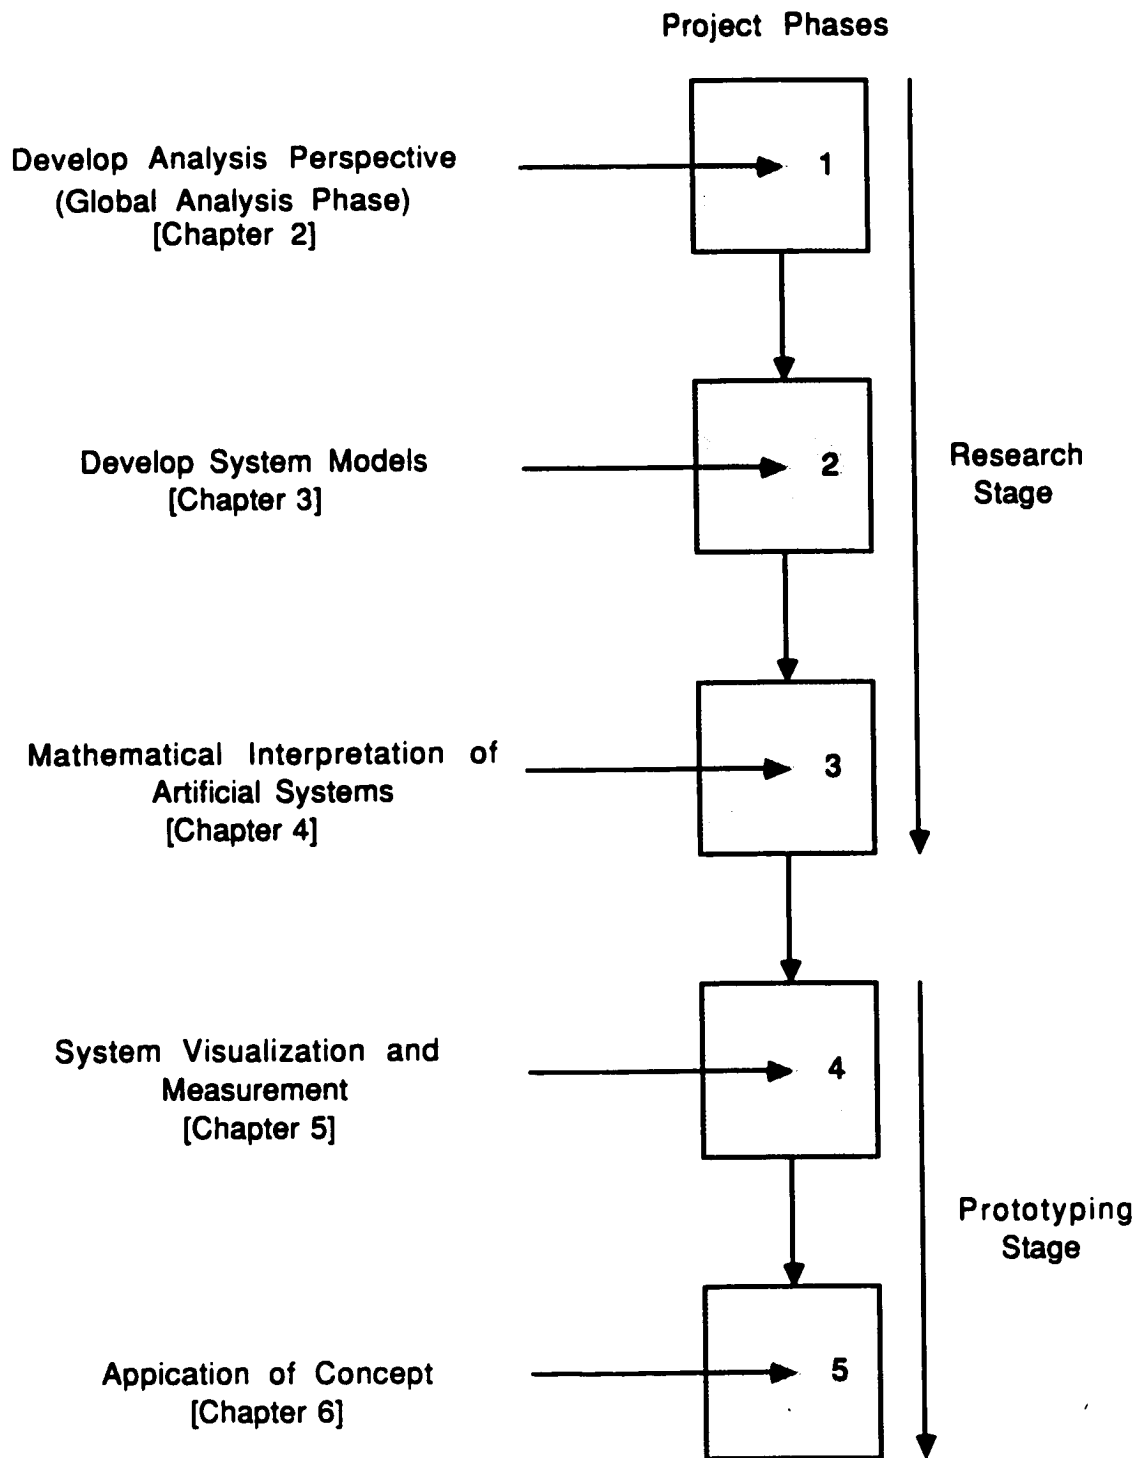 Project Phases
1
Develop Analysis Perspective
(Global Analysis Phase)
[Chapter 2]
2
Develop System Models
[Chapter 3]
Research
Stage
3
Mathematical Interpretation of
Artificial Systems
[Chapter 4]
4
System Visualization and
Measurement
[Chapter 5]
Prototyping
Stage
5
Appication of Concept
[Chapter 6]